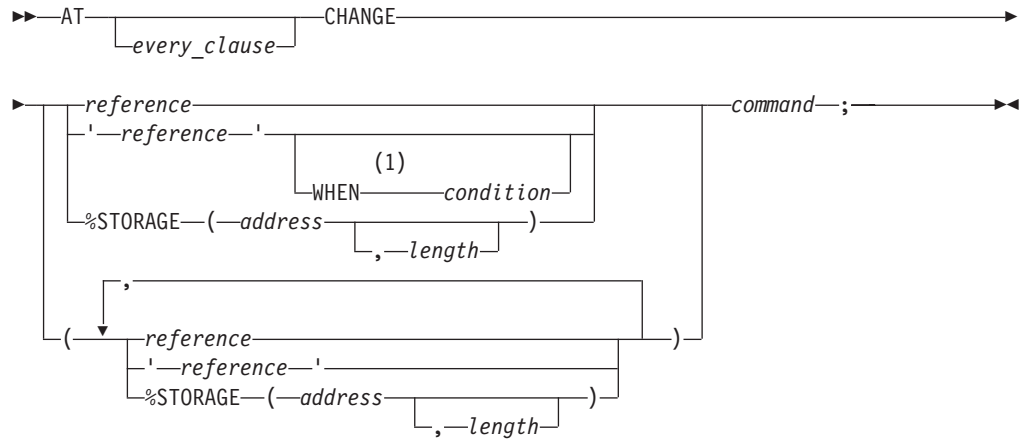 AT CHANGE
every_clause
reference command ;
' reference '
(1)
WHEN condition
%STORAGE ( address )
, length
,
( reference )
' reference '
%STORAGE ( address )
, length